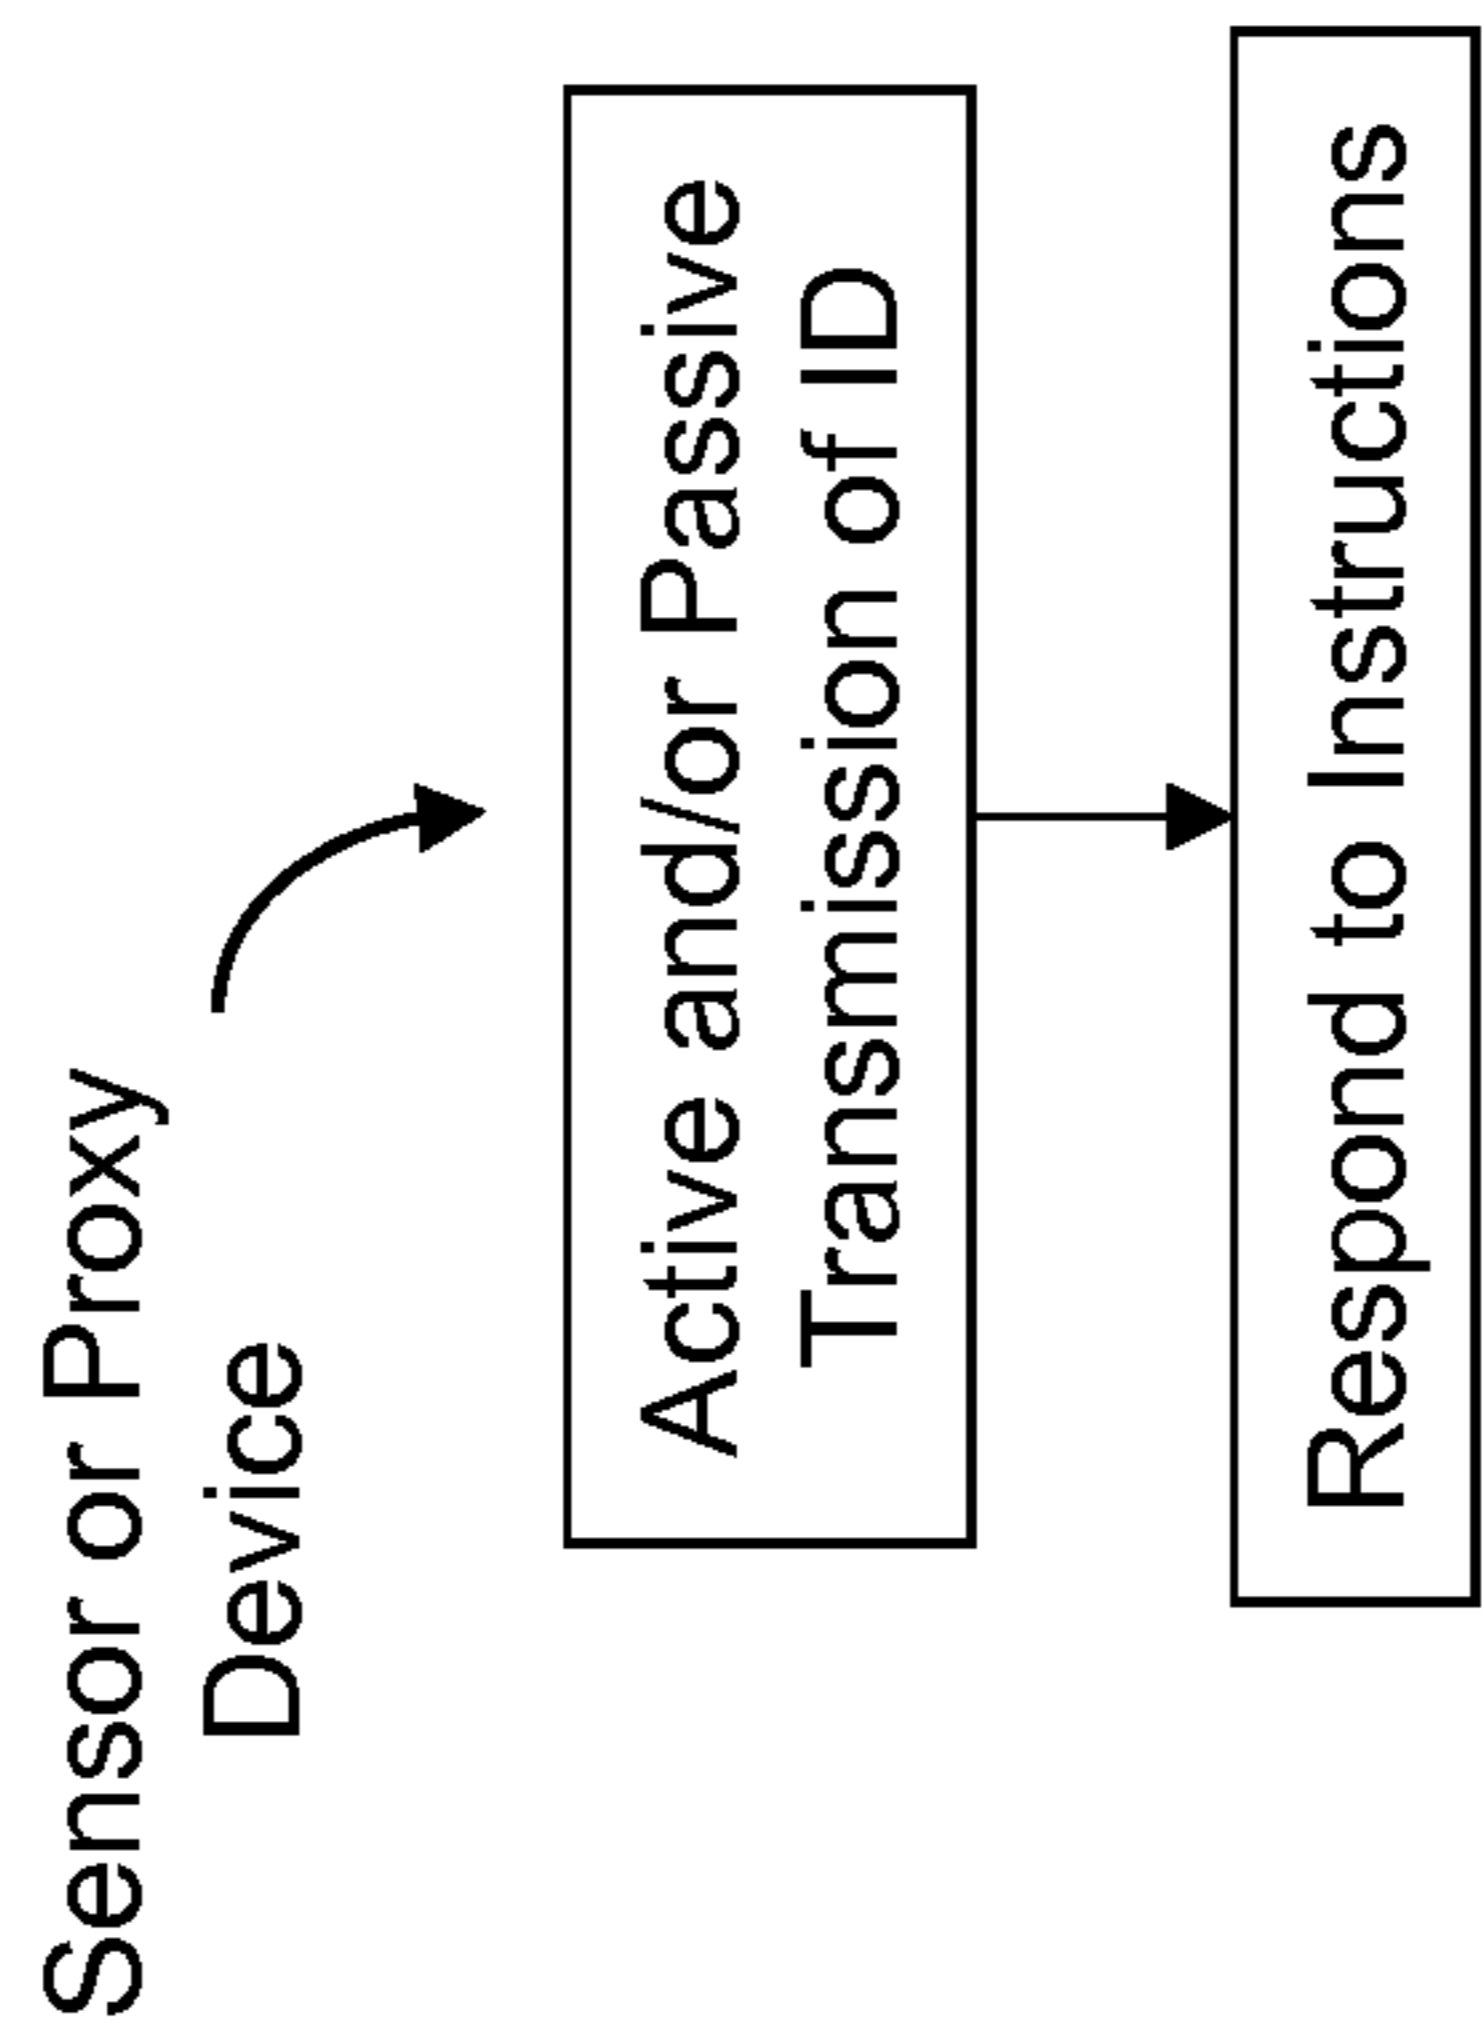 Sensor or Proxy
Device
Active and/or Passive
Transmission of ID
Respond to Instructions